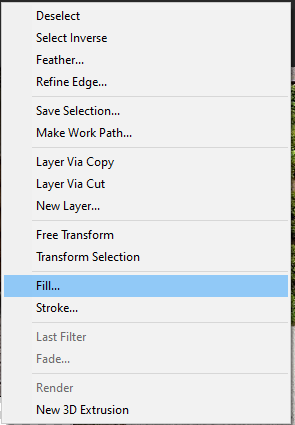 Deselect
Select Inverse
Feather...
Refine Edge...
Save Selection...
Make Work Path...
Layer Via Copy
Layer Via Cut
New Layer...
Free Transform
Transform Selection
Fill...
Stroke...
Last Filter
Fade...
Render
New 3D Extrusion